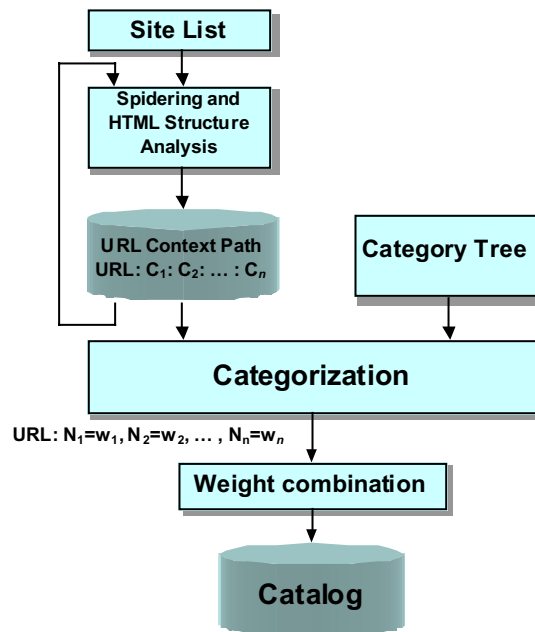 Site List
Spidering and
HTML Structure
Analysis
URL Context Path
URL: C₁: C₂: … : Cₙ
Category Tree
Categorization
URL: N₁=w₁, N₂=w₂, … , Nₙ=wₙ
Weight combination
Catalog